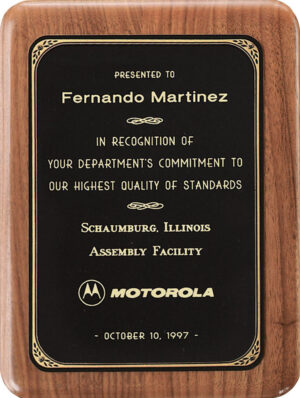 PRESENTED TO
Fernando Martinez
IN RECOGNITION OF
YOUR DEPARTMENT'S COMMITMENT TO
OUR HIGHEST QUALITY OF STANDARDS
SCHAUMBURG, ILLINOIS
ASSEMBLY FACILITY
MOTOROLA
- OCTOBER 10, 1997 -